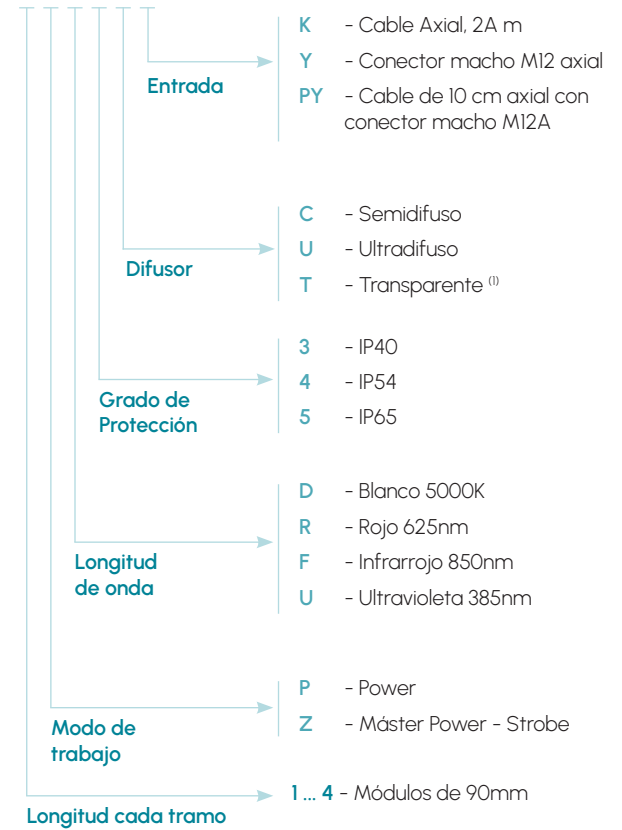 K - Cable Axial, 2A m
Y - Conector macho M12 axial
Entrada
PY - Cable de 10 cm axial con
conector macho M12A
C - Semidifuso
U - Ultradifuso
Difusor
T - Transparente (1)
3 - IP40
4 - IP54
Grado de
Protección
5 - IP65
D - Blanco 5000K
R - Rojo 625nm
Longitud
de onda
F - Infrarrojo 850nm
U - Ultravioleta 385nm
P - Power
Modo de
trabajo
Z - Máster Power - Strobe
1 ... 4 - Módulos de 90mm
Longitud cada tramo